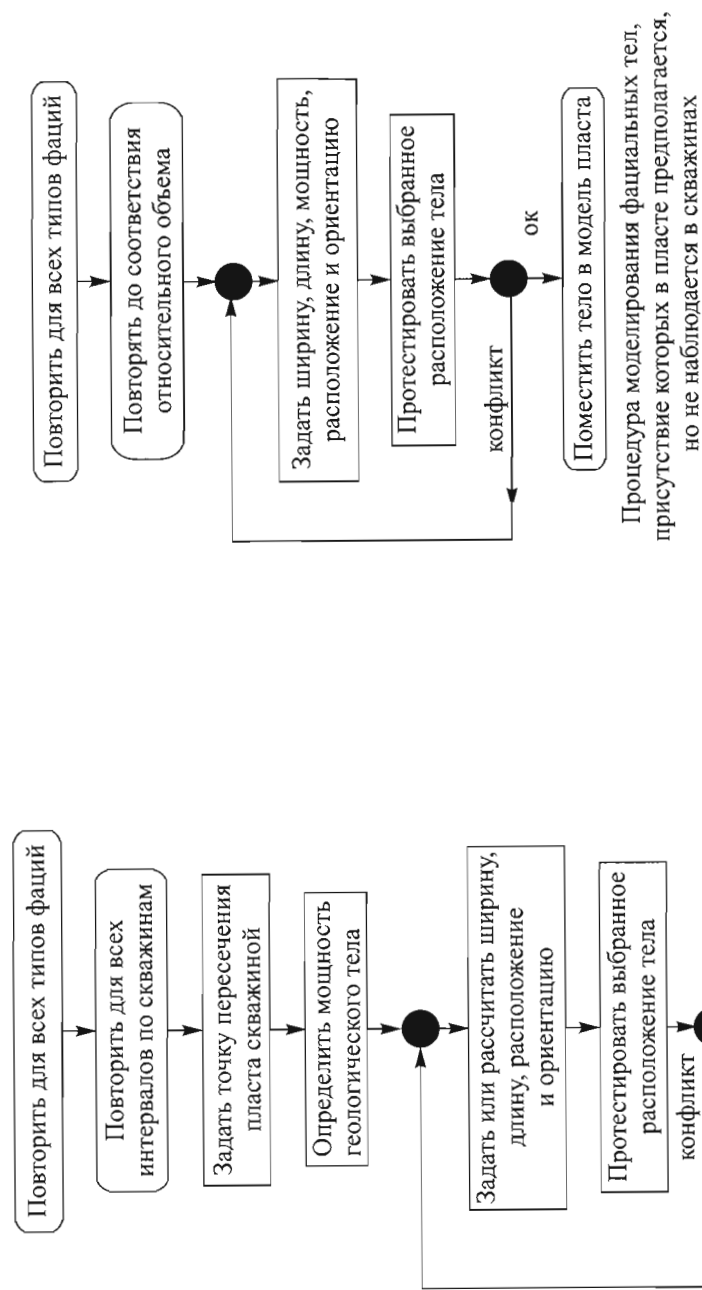 Повторить для всех типов фаций
Повторить для всех
интервалов по скважинам
Задать точку пересечения
пласта скважиной
Определить мощность
геологического тела
Задать или рассчитать ширину,
длину, расположение
и ориентацию
Протестировать выбранное
расположение тела
конфликт
Повторить для всех типов фаций
Повторять до соответствия
относительного объема
Задать ширину, длину, мощность,
расположение и ориентацию
Протестировать выбранное
расположение тела
конфликт
ок
Поместить тело в модель пласта
Процедура моделирования фациальных тел,
присутствие которых в пласте предполагается,
но не наблюдается в скважинах